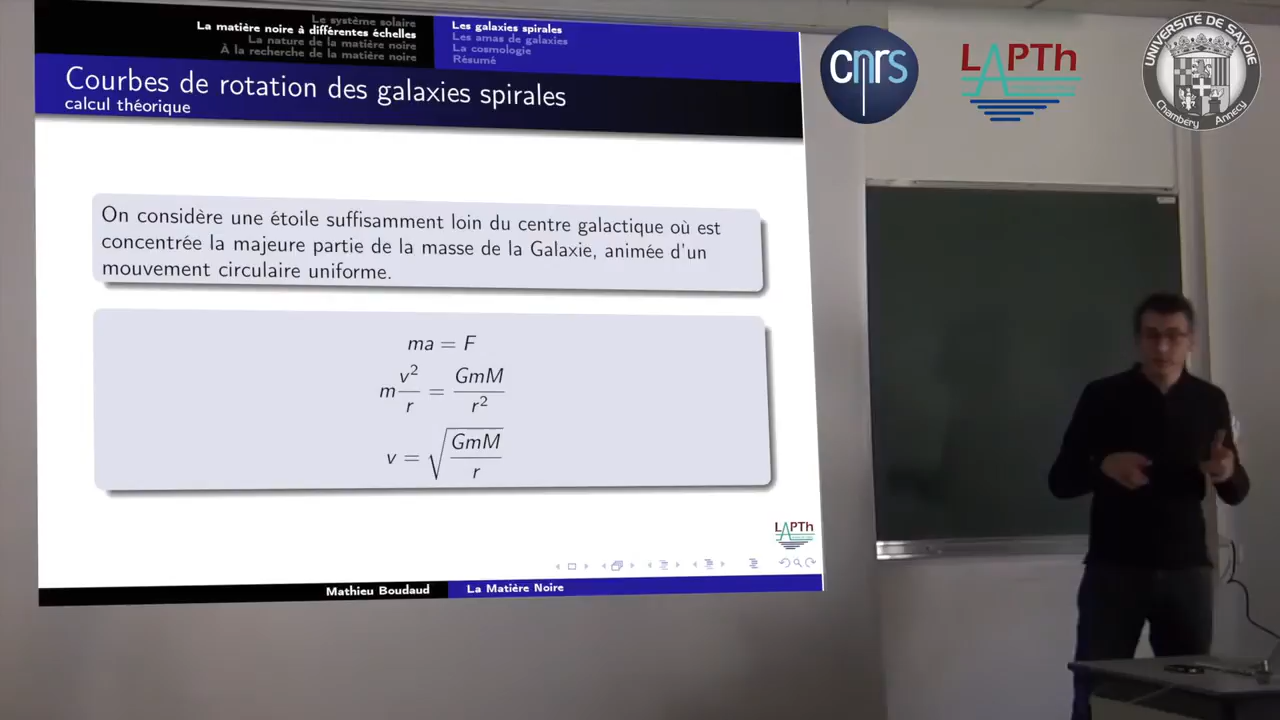 Le système solaire
La matière noire à différentes échelles
La nature de la matière noire
À la recherche de la matière noire
Les galaxies spirales
Les amas de galaxies
La cosmologie
Résumé
Courbes de rotation des galaxies spirales
calcul théorique
On considère une étoile suffisamment loin du centre galactique où est
concentrée la majeure partie de la masse de la Galaxie, animée d'un
mouvement circulaire uniforme.
ma = F
m v²/r = GmM/r²
v = √(GmM/r)
LAPTh
Mathieu Boudaud
La Matière Noire
cnrs
LAPTh
UNIVERSITÉ DE SAVOIE
Chambéry Annecy